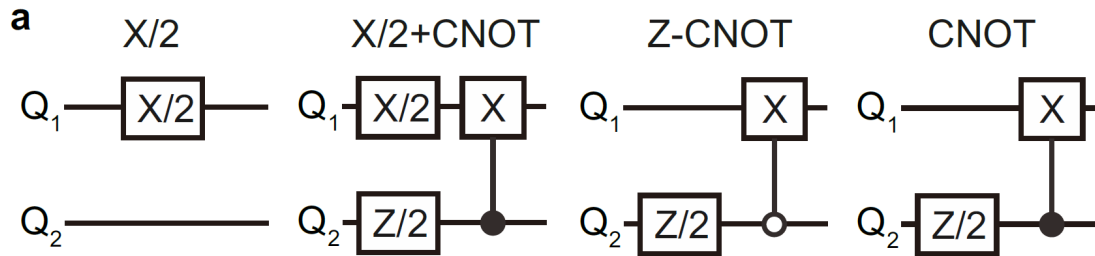 a
X/2 X/2+CNOT Z-CNOT CNOT
Q1 X/2 Q1 X/2 X Q1 X Q1 X
Q2 Q2 Z/2 Q2 Z/2 Q2 Z/2